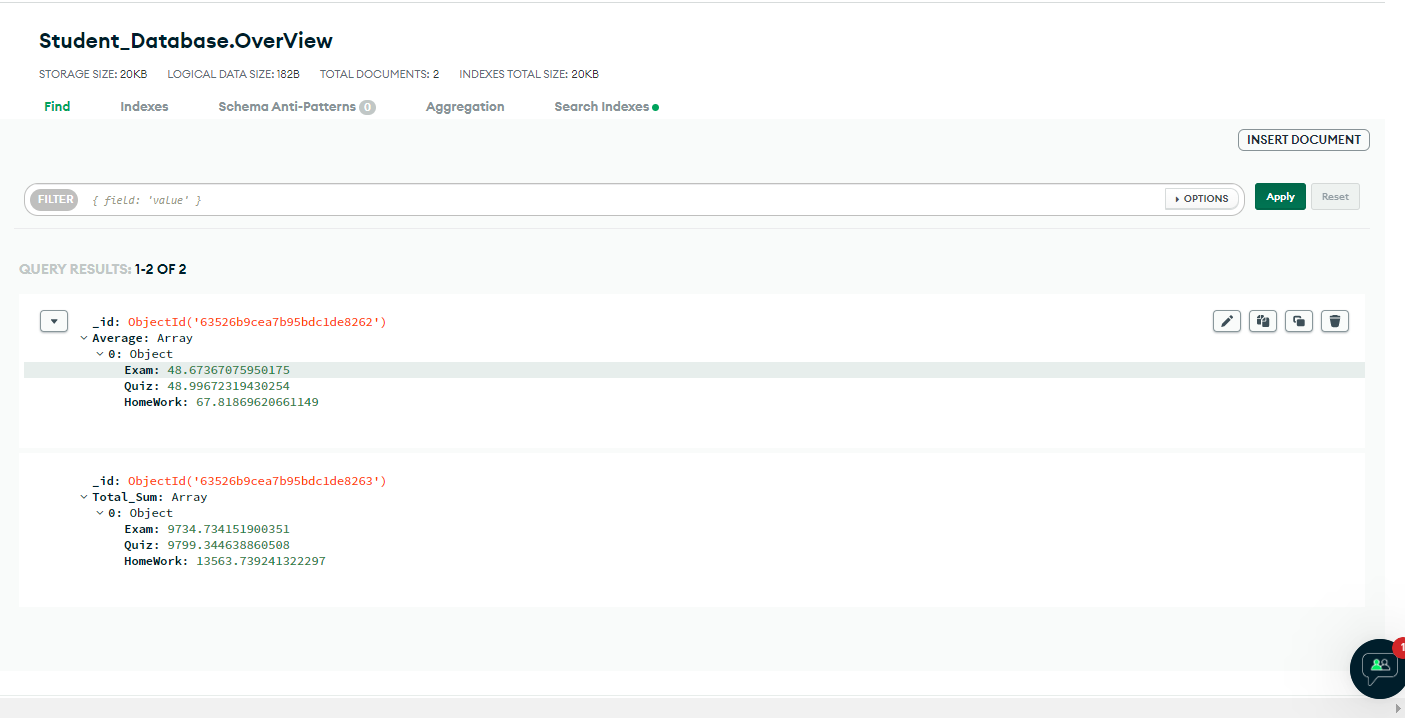 Student_Database.OverView
STORAGE SIZE: 20KB LOGICAL DATA SIZE: 182B TOTAL DOCUMENTS: 2 INDEXES TOTAL SIZE: 20KB
Find Indexes Schema Anti-Patterns 0 Aggregation Search Indexes
INSERT DOCUMENT
FILTER { field: 'value' } OPTIONS Apply Reset
QUERY RESULTS: 1-2 OF 2
_id: ObjectId('63526b9cea7b95bdc1de8262')
Average: Array
0: Object
Exam: 48.67367075950175
Quiz: 48.99672319430254
HomeWork: 67.81869620661149
_id: ObjectId('63526b9cea7b95bdc1de8263')
Total_Sum: Array
0: Object
Exam: 9734.734151900351
Quiz: 9799.344638860508
HomeWork: 13563.739241322297
1